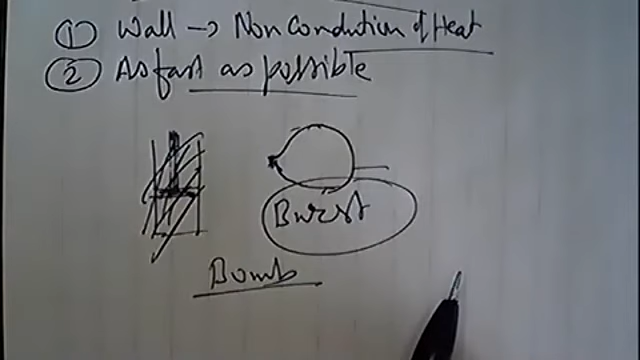 ① Wall → Non Conduction of Heat
② As fast as possible
Burst
Bomb